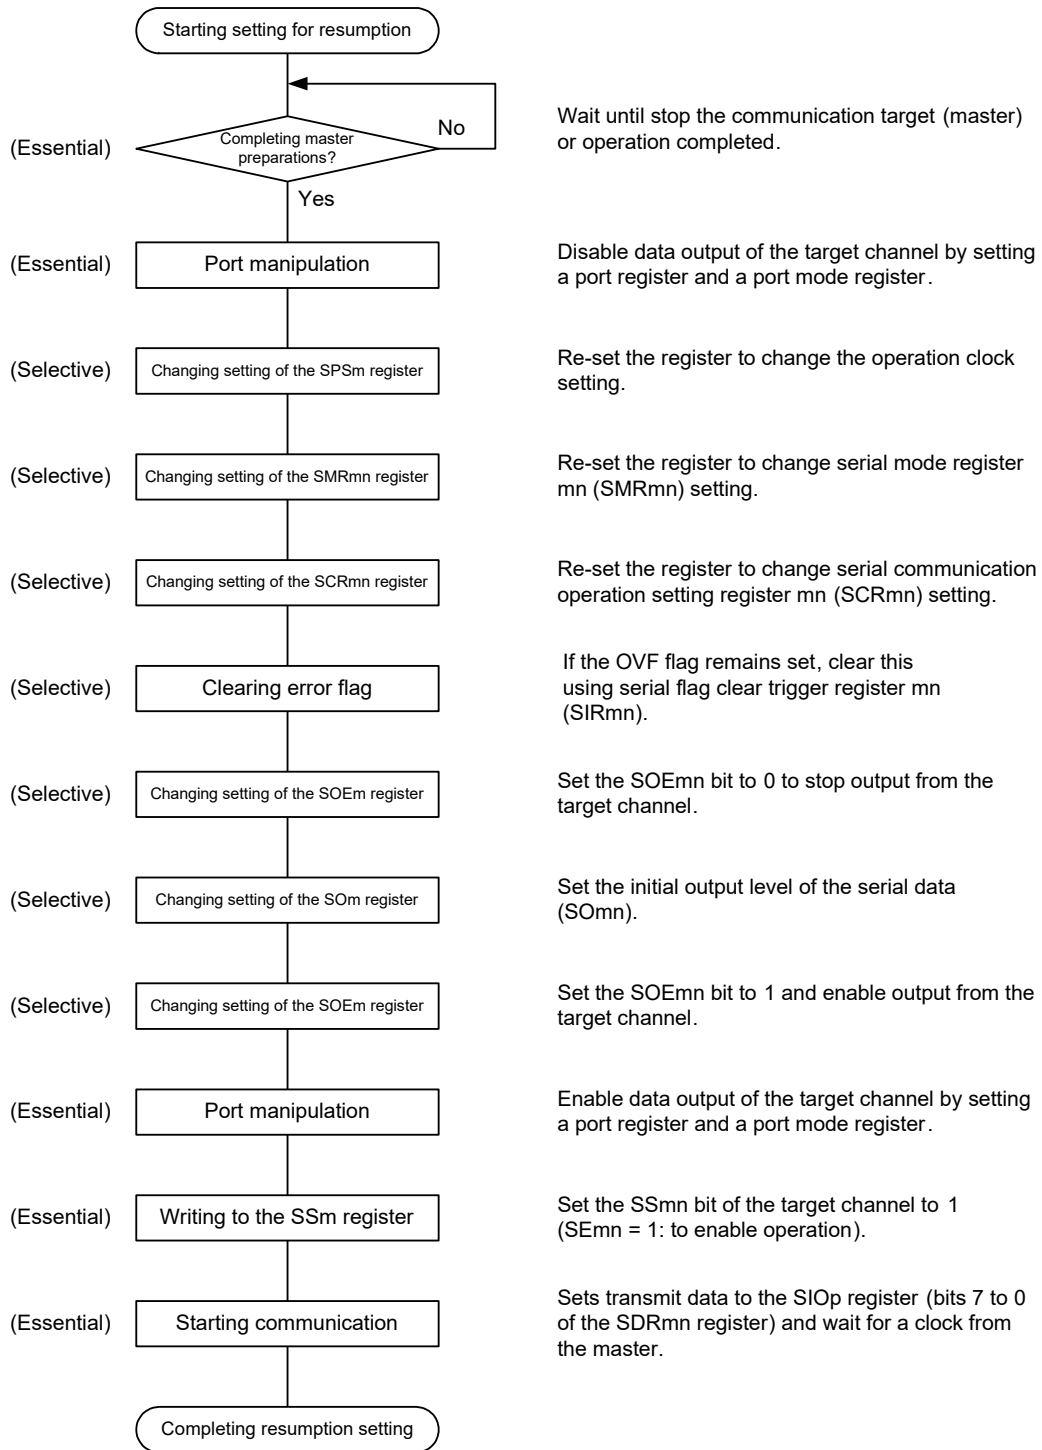 Starting setting for resumption
No
Wait until stop the communication target (master)
or operation completed.
(Essential)
Completing master
preparations?
Yes
(Essential)
Port manipulation
Disable data output of the target channel by setting
a port register and a port mode register.
(Selective)
Changing setting of the SPSm register
Re-set the register to change the operation clock
setting.
(Selective)
Changing setting of the SMRmn register
Re-set the register to change serial mode register
mn (SMRmn) setting.
(Selective)
Changing setting of the SCRmn register
Re-set the register to change serial communication
operation setting register mn (SCRmn) setting.
(Selective)
Clearing error flag
If the OVF flag remains set, clear this
using serial flag clear trigger register mn
(SIRmn).
(Selective)
Changing setting of the SOEm register
Set the SOEmn bit to 0 to stop output from the
target channel.
(Selective)
Changing setting of the SOm register
Set the initial output level of the serial data
(SOmn).
(Selective)
Changing setting of the SOEm register
Set the SOEmn bit to 1 and enable output from the
target channel.
(Essential)
Port manipulation
Enable data output of the target channel by setting
a port register and a port mode register.
(Essential)
Writing to the SSm register
Set the SSmn bit of the target channel to 1
(SEmn = 1: to enable operation).
(Essential)
Starting communication
Sets transmit data to the SIOp register (bits 7 to 0
of the SDRmn register) and wait for a clock from
the master.
Completing resumption setting